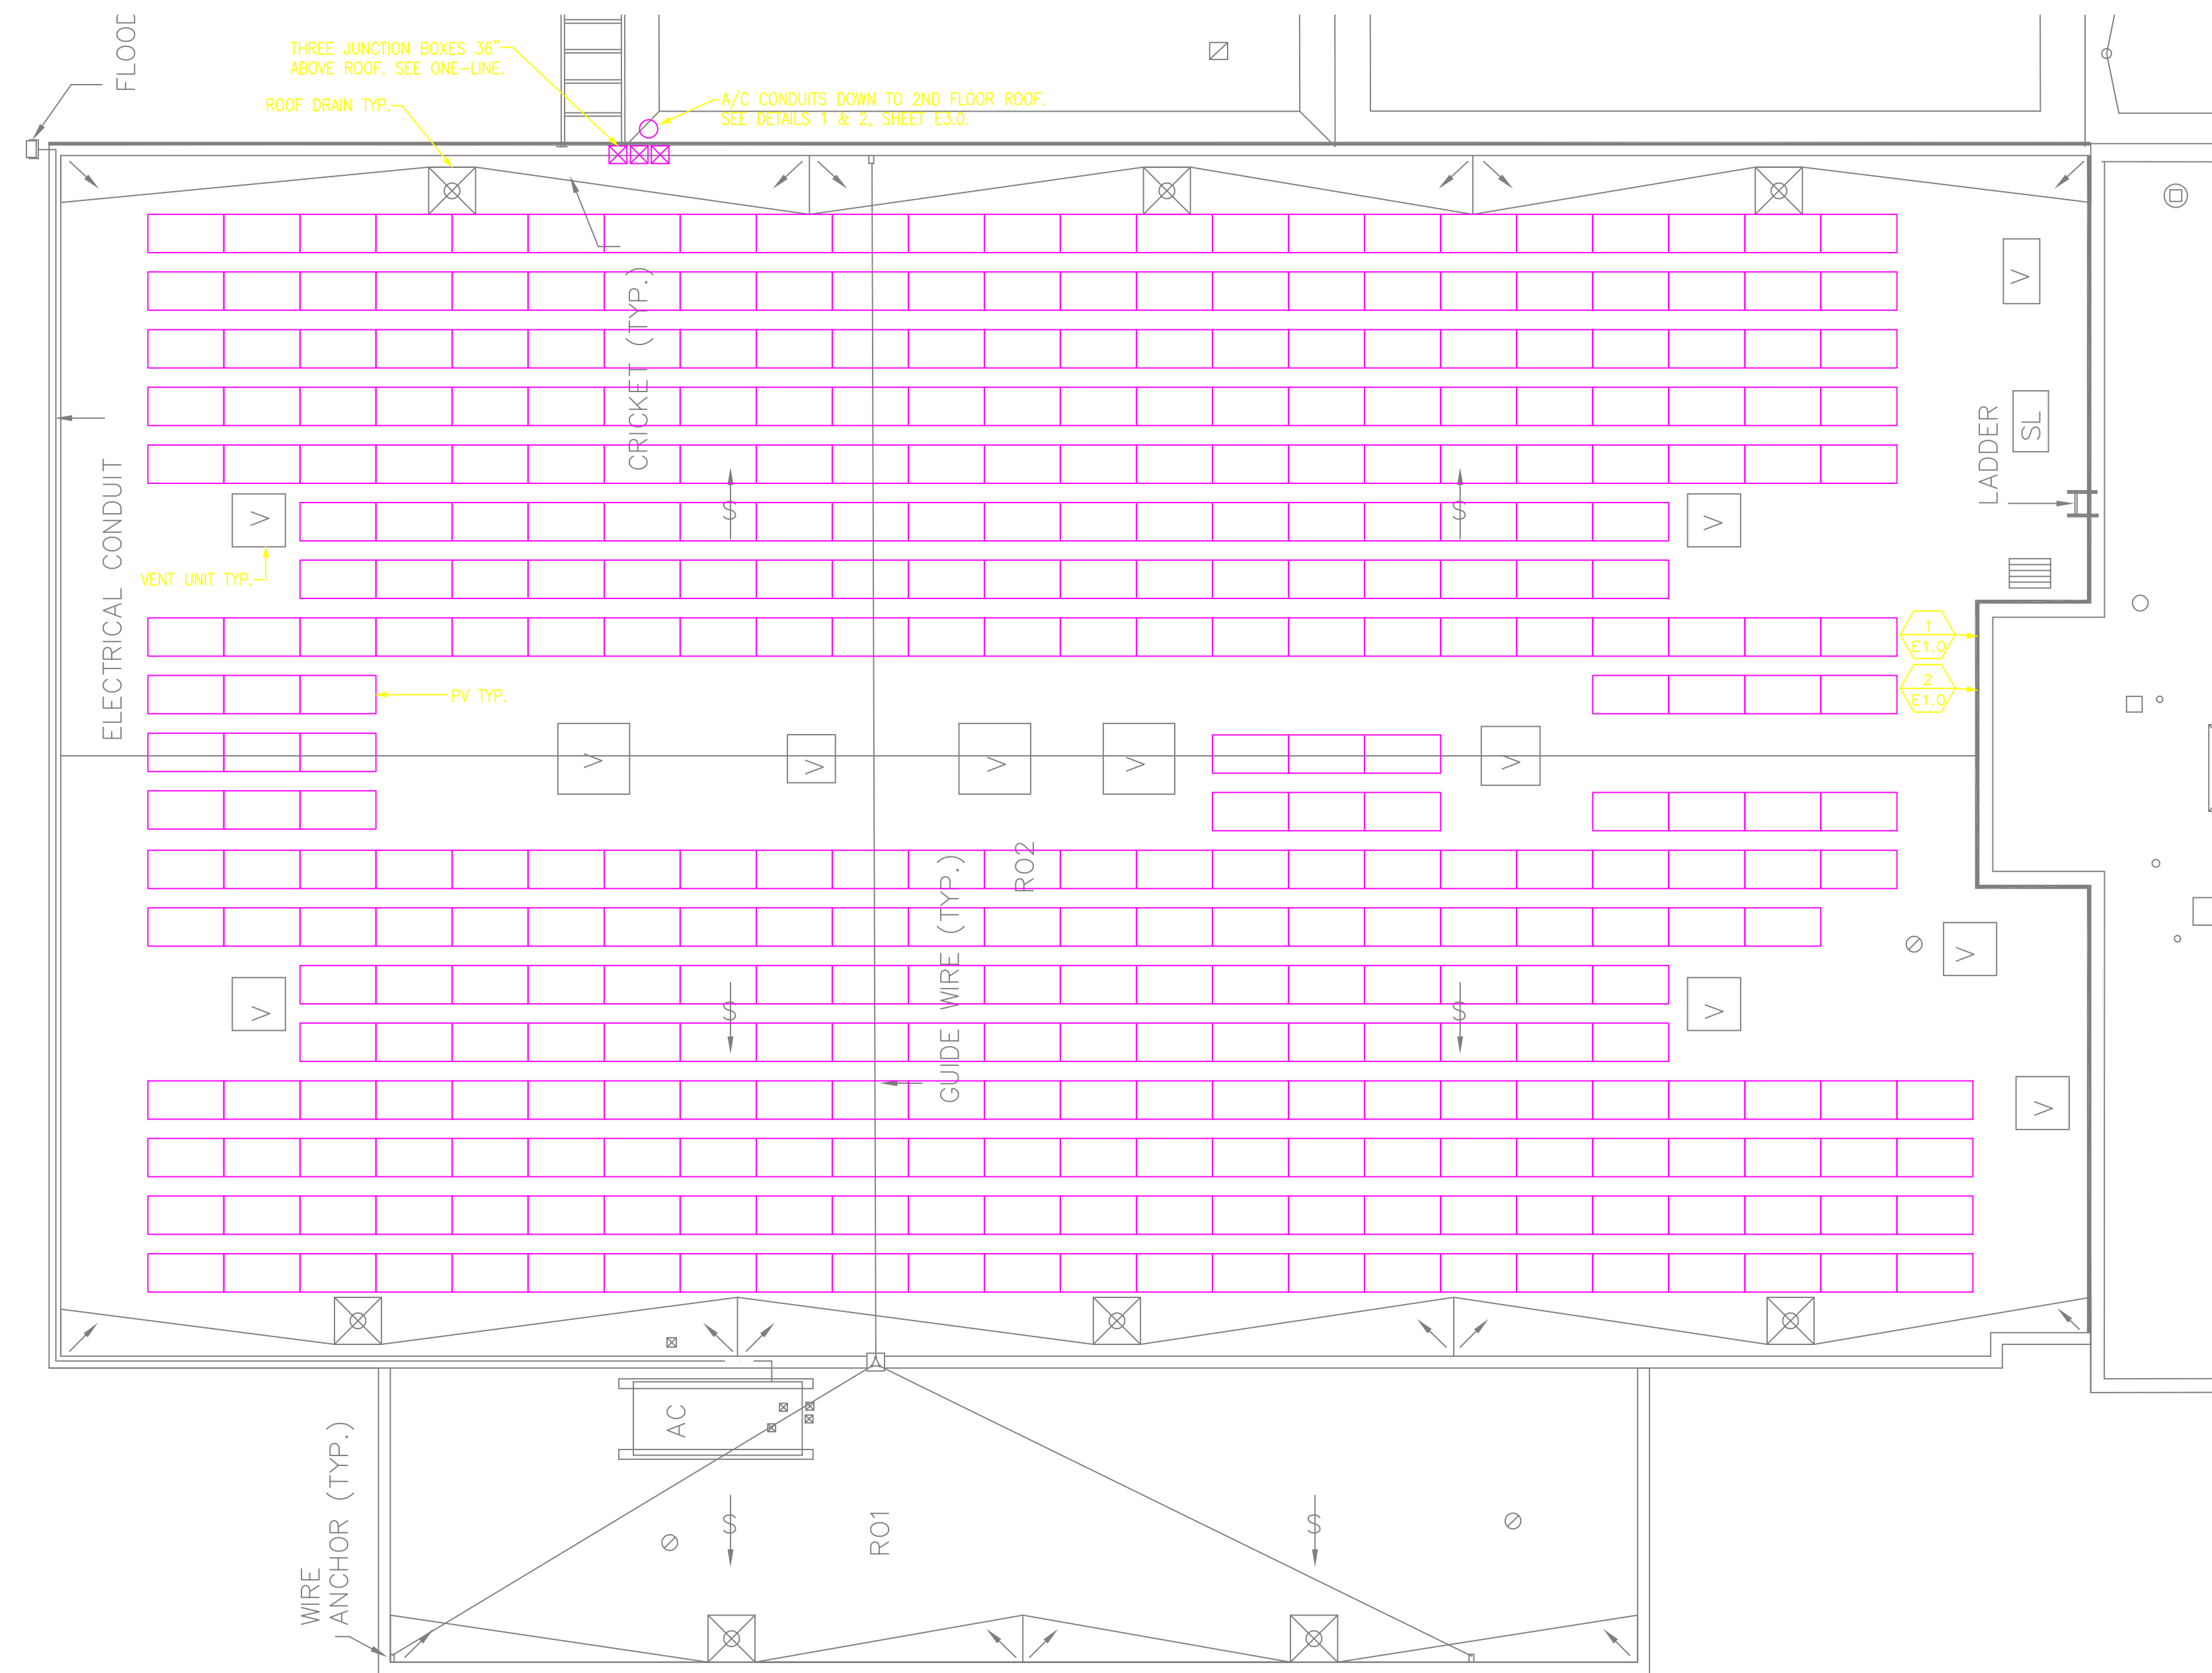 FLOOD
THREE JUNCTION BOXES 36"
ABOVE ROOF. SEE ONE-LINE.
ROOF DRAIN TYP.
A/C CONDUITS DOWN TO 2ND FLOOR ROOF.
SEE DETAILS 1 & 2, SHEET E3.0.
CRICKET (TYP.)
V
SL
LADDER
ELECTRICAL CONDUIT
V
S
S
V
VENT UNIT TYP.
1
E1.0
2
E1.0
PV TYP.
V
V
V
V
V
R02
GUIDE WIRE (TYP.)
V
V
S
S
V
V
AC
WIRE
ANCHOR (TYP.)
S
R01
S